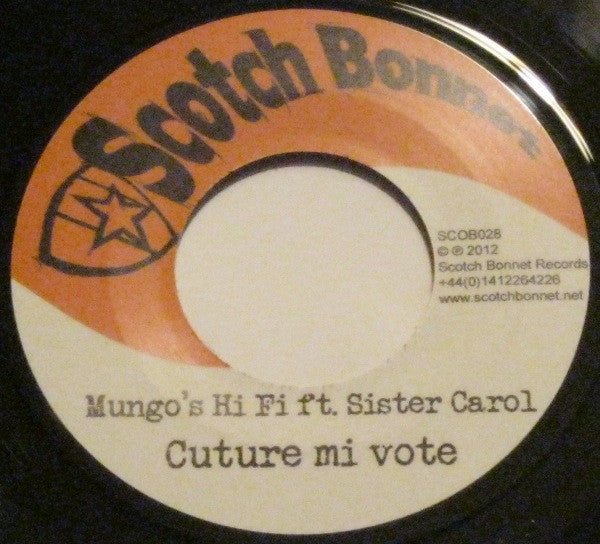 Scotch Bonnet
SCOB028
© ℗ 2012
Scotch Bonnet Records
+44(0)1412264226
www.scotchbonnet.net
Mungo's Hi Fi ft. Sister Carol
Cuture mi vote